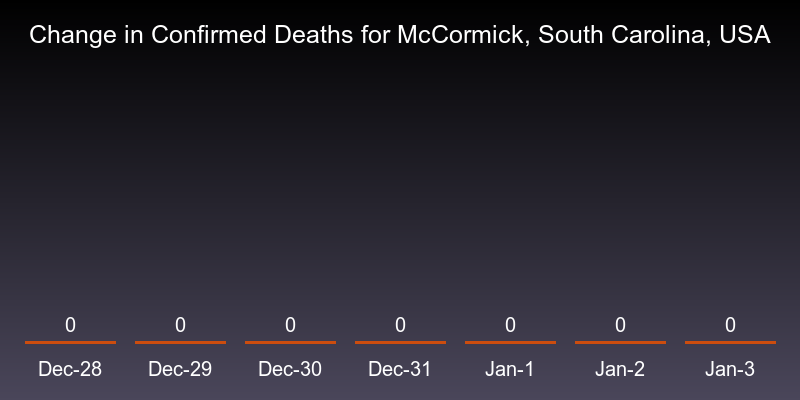 Change in Confirmed Deaths for McCormick, South Carolina, USA
0 0 0 0 0 0 0
Dec-28 Dec-29 Dec-30 Dec-31 Jan-1 Jan-2 Jan-3